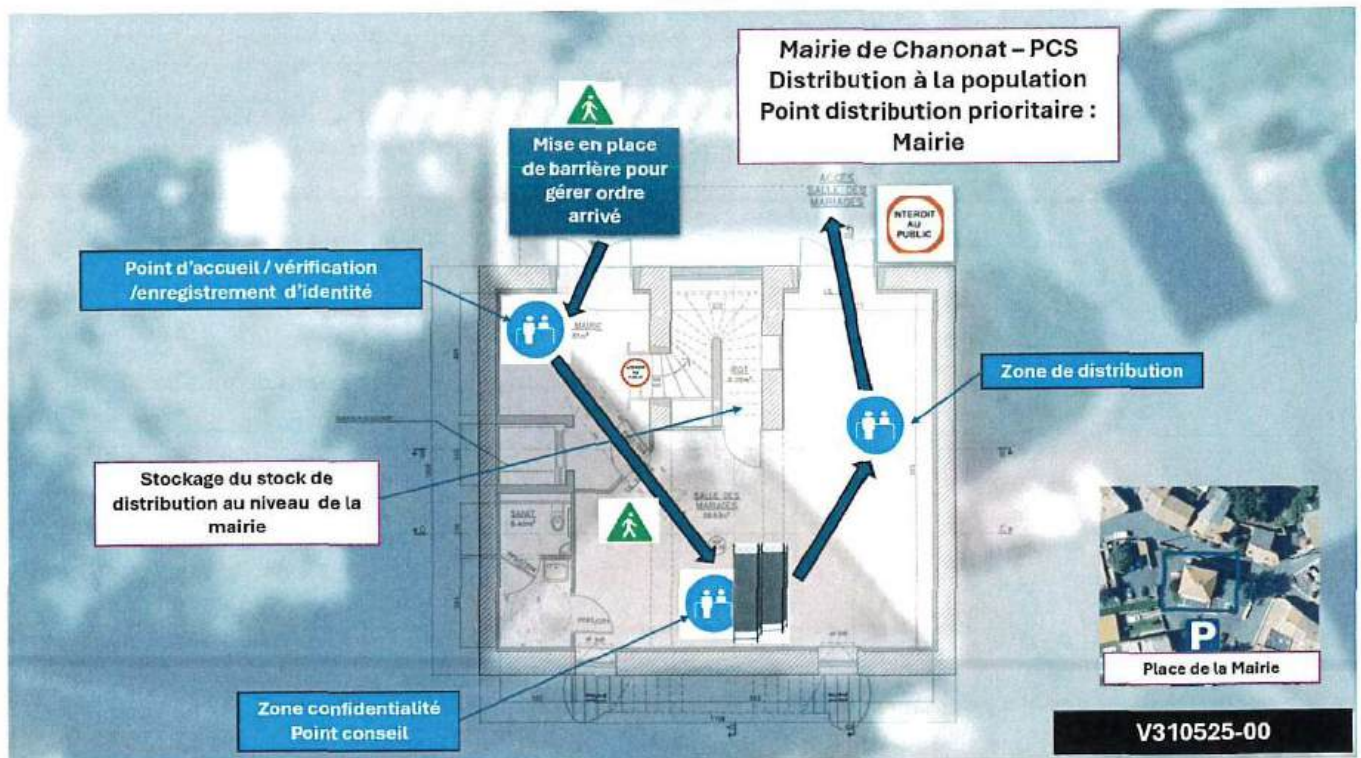 Mairie de Chanonat – PCS
Distribution à la population
Point distribution prioritaire :
Mairie
Mise en place
de barrière pour
gérer ordre
arrivé
ACCES
SALLE DES
MARIAGES
INTERDIT
AU
PUBLIC
Point d'accueil / vérification
/enregistrement d'identité
MAIRIE
Zone de distribution
Stockage du stock de
distribution au niveau de la
mairie
SALLE DES
MARIAGES
Zone confidentialité
Point conseil
P
Place de la Mairie
V310525-00